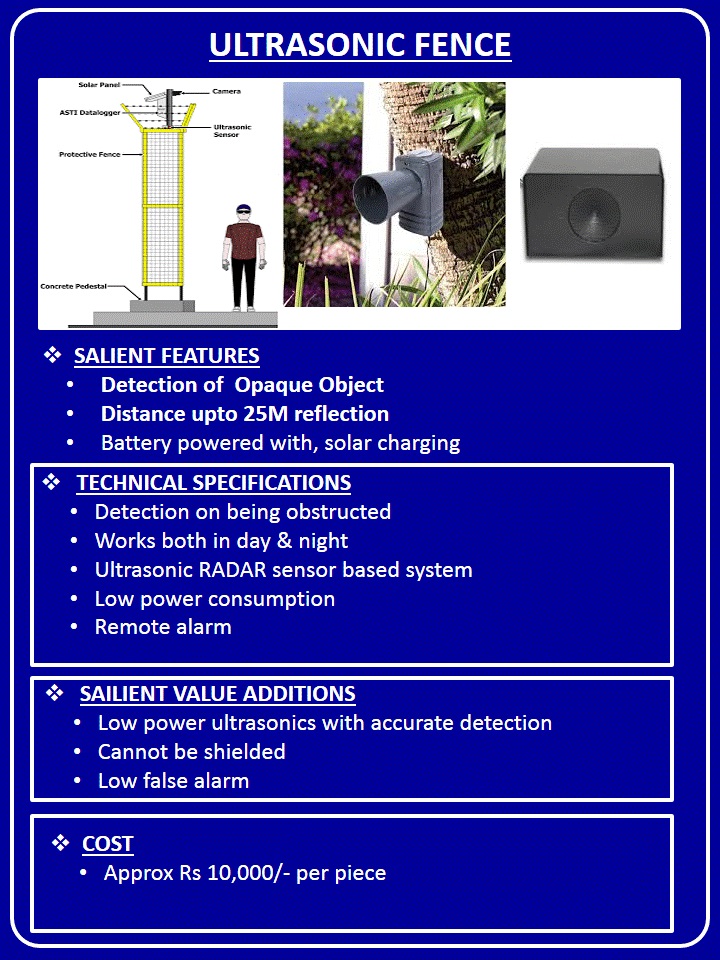 ULTRASONIC FENCE
Solar Panel
Camera
ASTI Datalogger
Ultrasonic
Sensor
Protective Fence
Concrete Pedestal
❖ SALIENT FEATURES
• Detection of Opaque Object
• Distance upto 25M reflection
• Battery powered with, solar charging
❖ TECHNICAL SPECIFICATIONS
• Detection on being obstructed
• Works both in day & night
• Ultrasonic RADAR sensor based system
• Low power consumption
• Remote alarm
❖ SAILIENT VALUE ADDITIONS
• Low power ultrasonics with accurate detection
• Cannot be shielded
• Low false alarm
❖ COST
• Approx Rs 10,000/- per piece